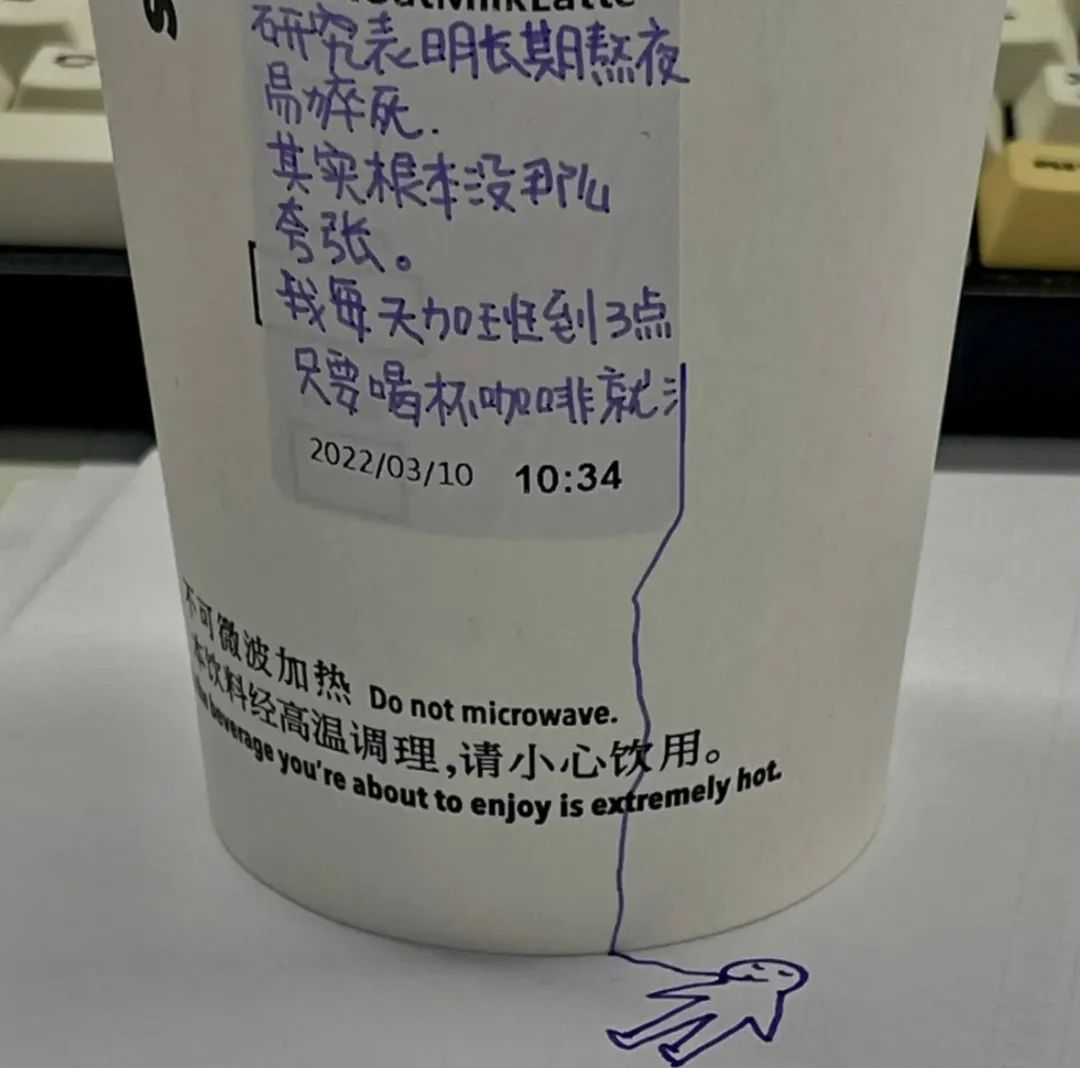 OatMilkLatte
研究表明长期熬夜
易猝死.
其实根本没那么
夸张。
我每天加班到3点
只要喝杯咖啡就
2022/03/10 10:34
不可微波加热 Do not microwave.
本饮料经高温调理,请小心饮用。
The beverage you're about to enjoy is extremely hot.
S